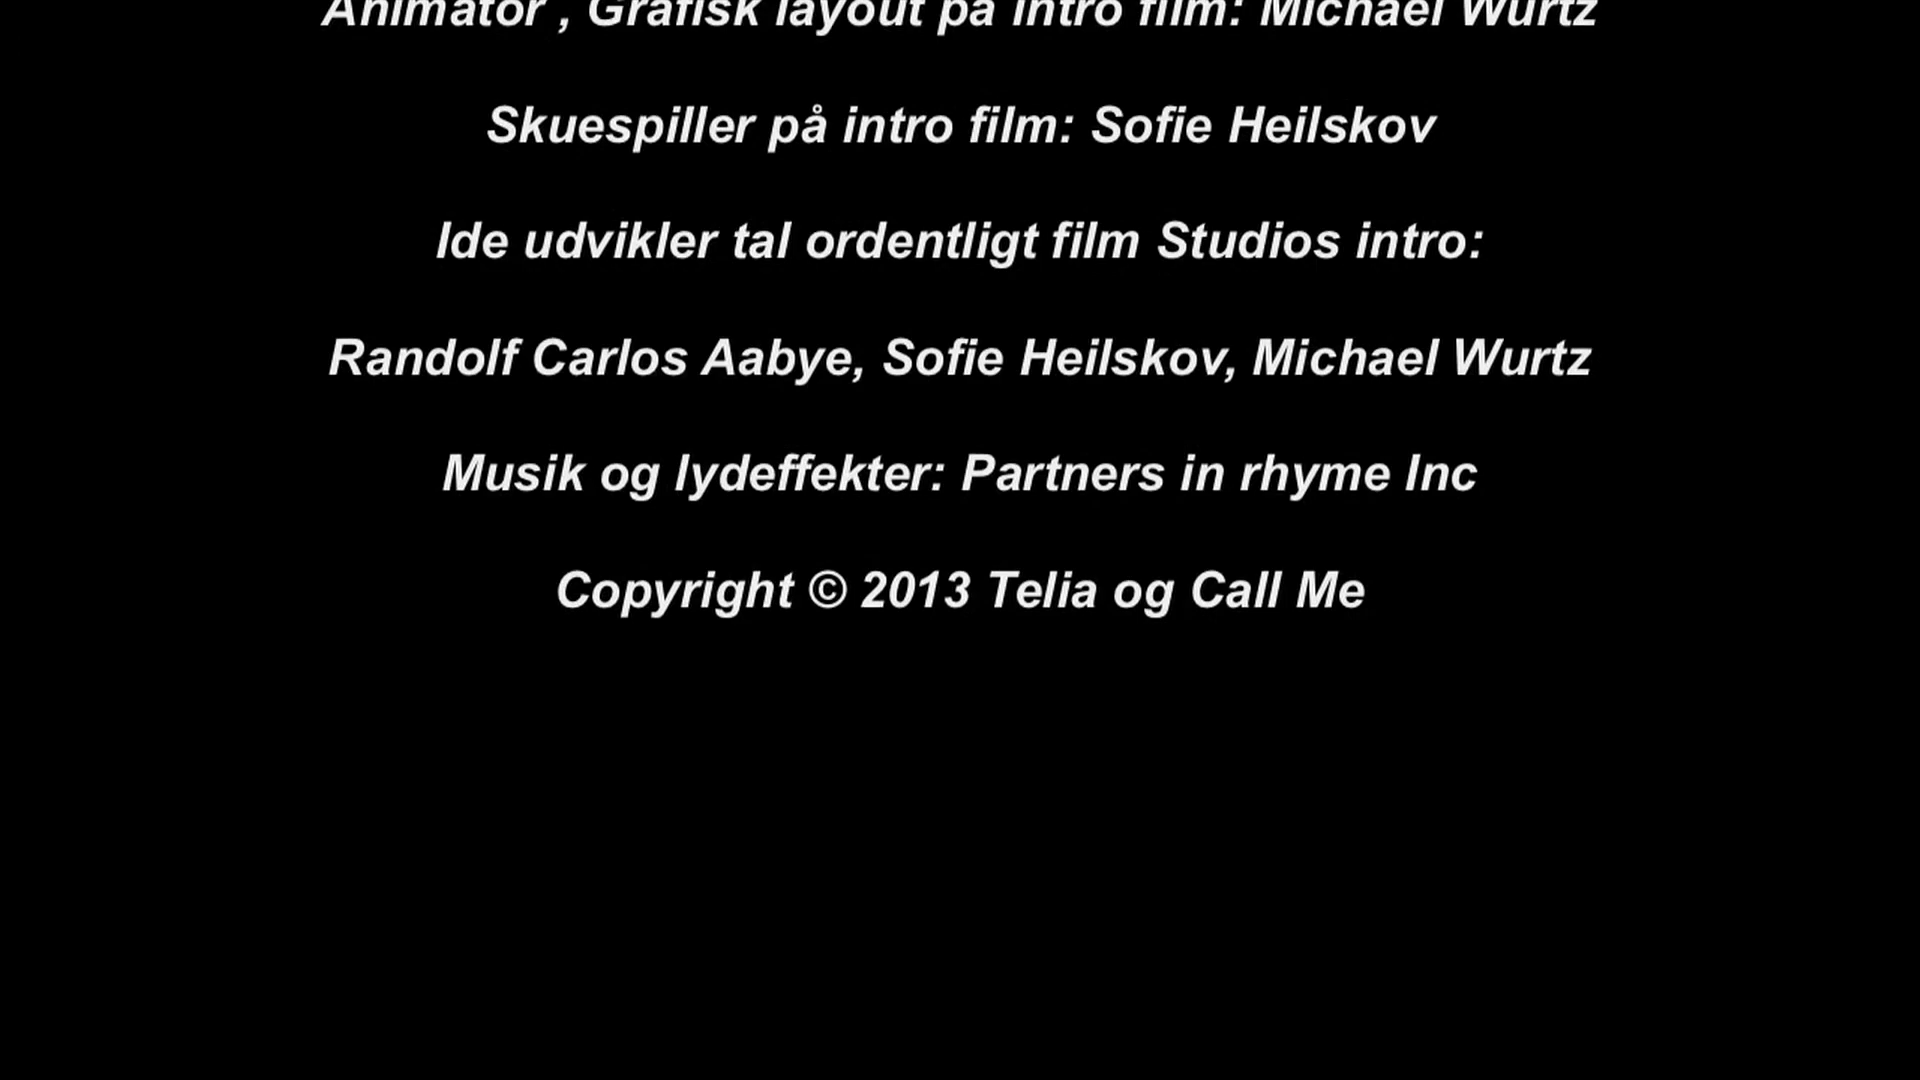 Animator , Grafisk layout på intro film: Michael Wurtz
Skuespiller på intro film: Sofie Heilskov
Ide udvikler tal ordentligt film Studios intro:
Randolf Carlos Aabye, Sofie Heilskov, Michael Wurtz
Musik og lydeffekter: Partners in rhyme Inc
Copyright © 2013 Telia og Call Me